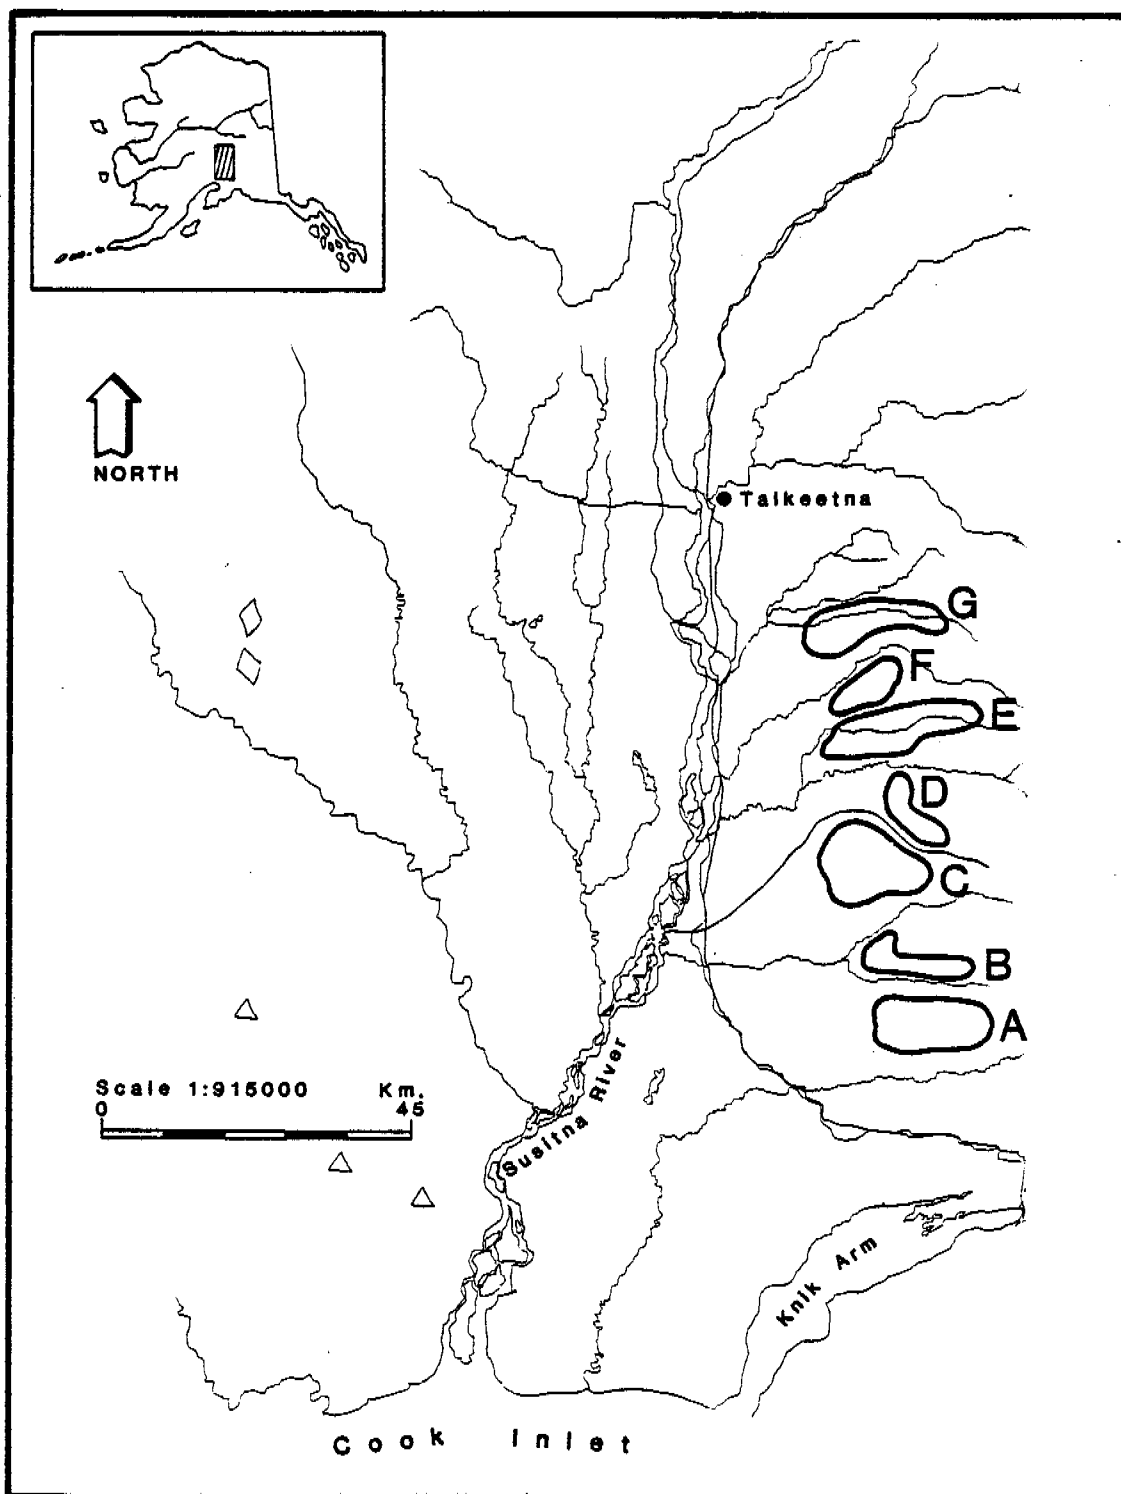 NORTH
Talkeetna
G
F
E
D
C
B
A
Scale 1:915000 Km.
0 45
Susitna River
Knik Arm
Cook Inlet